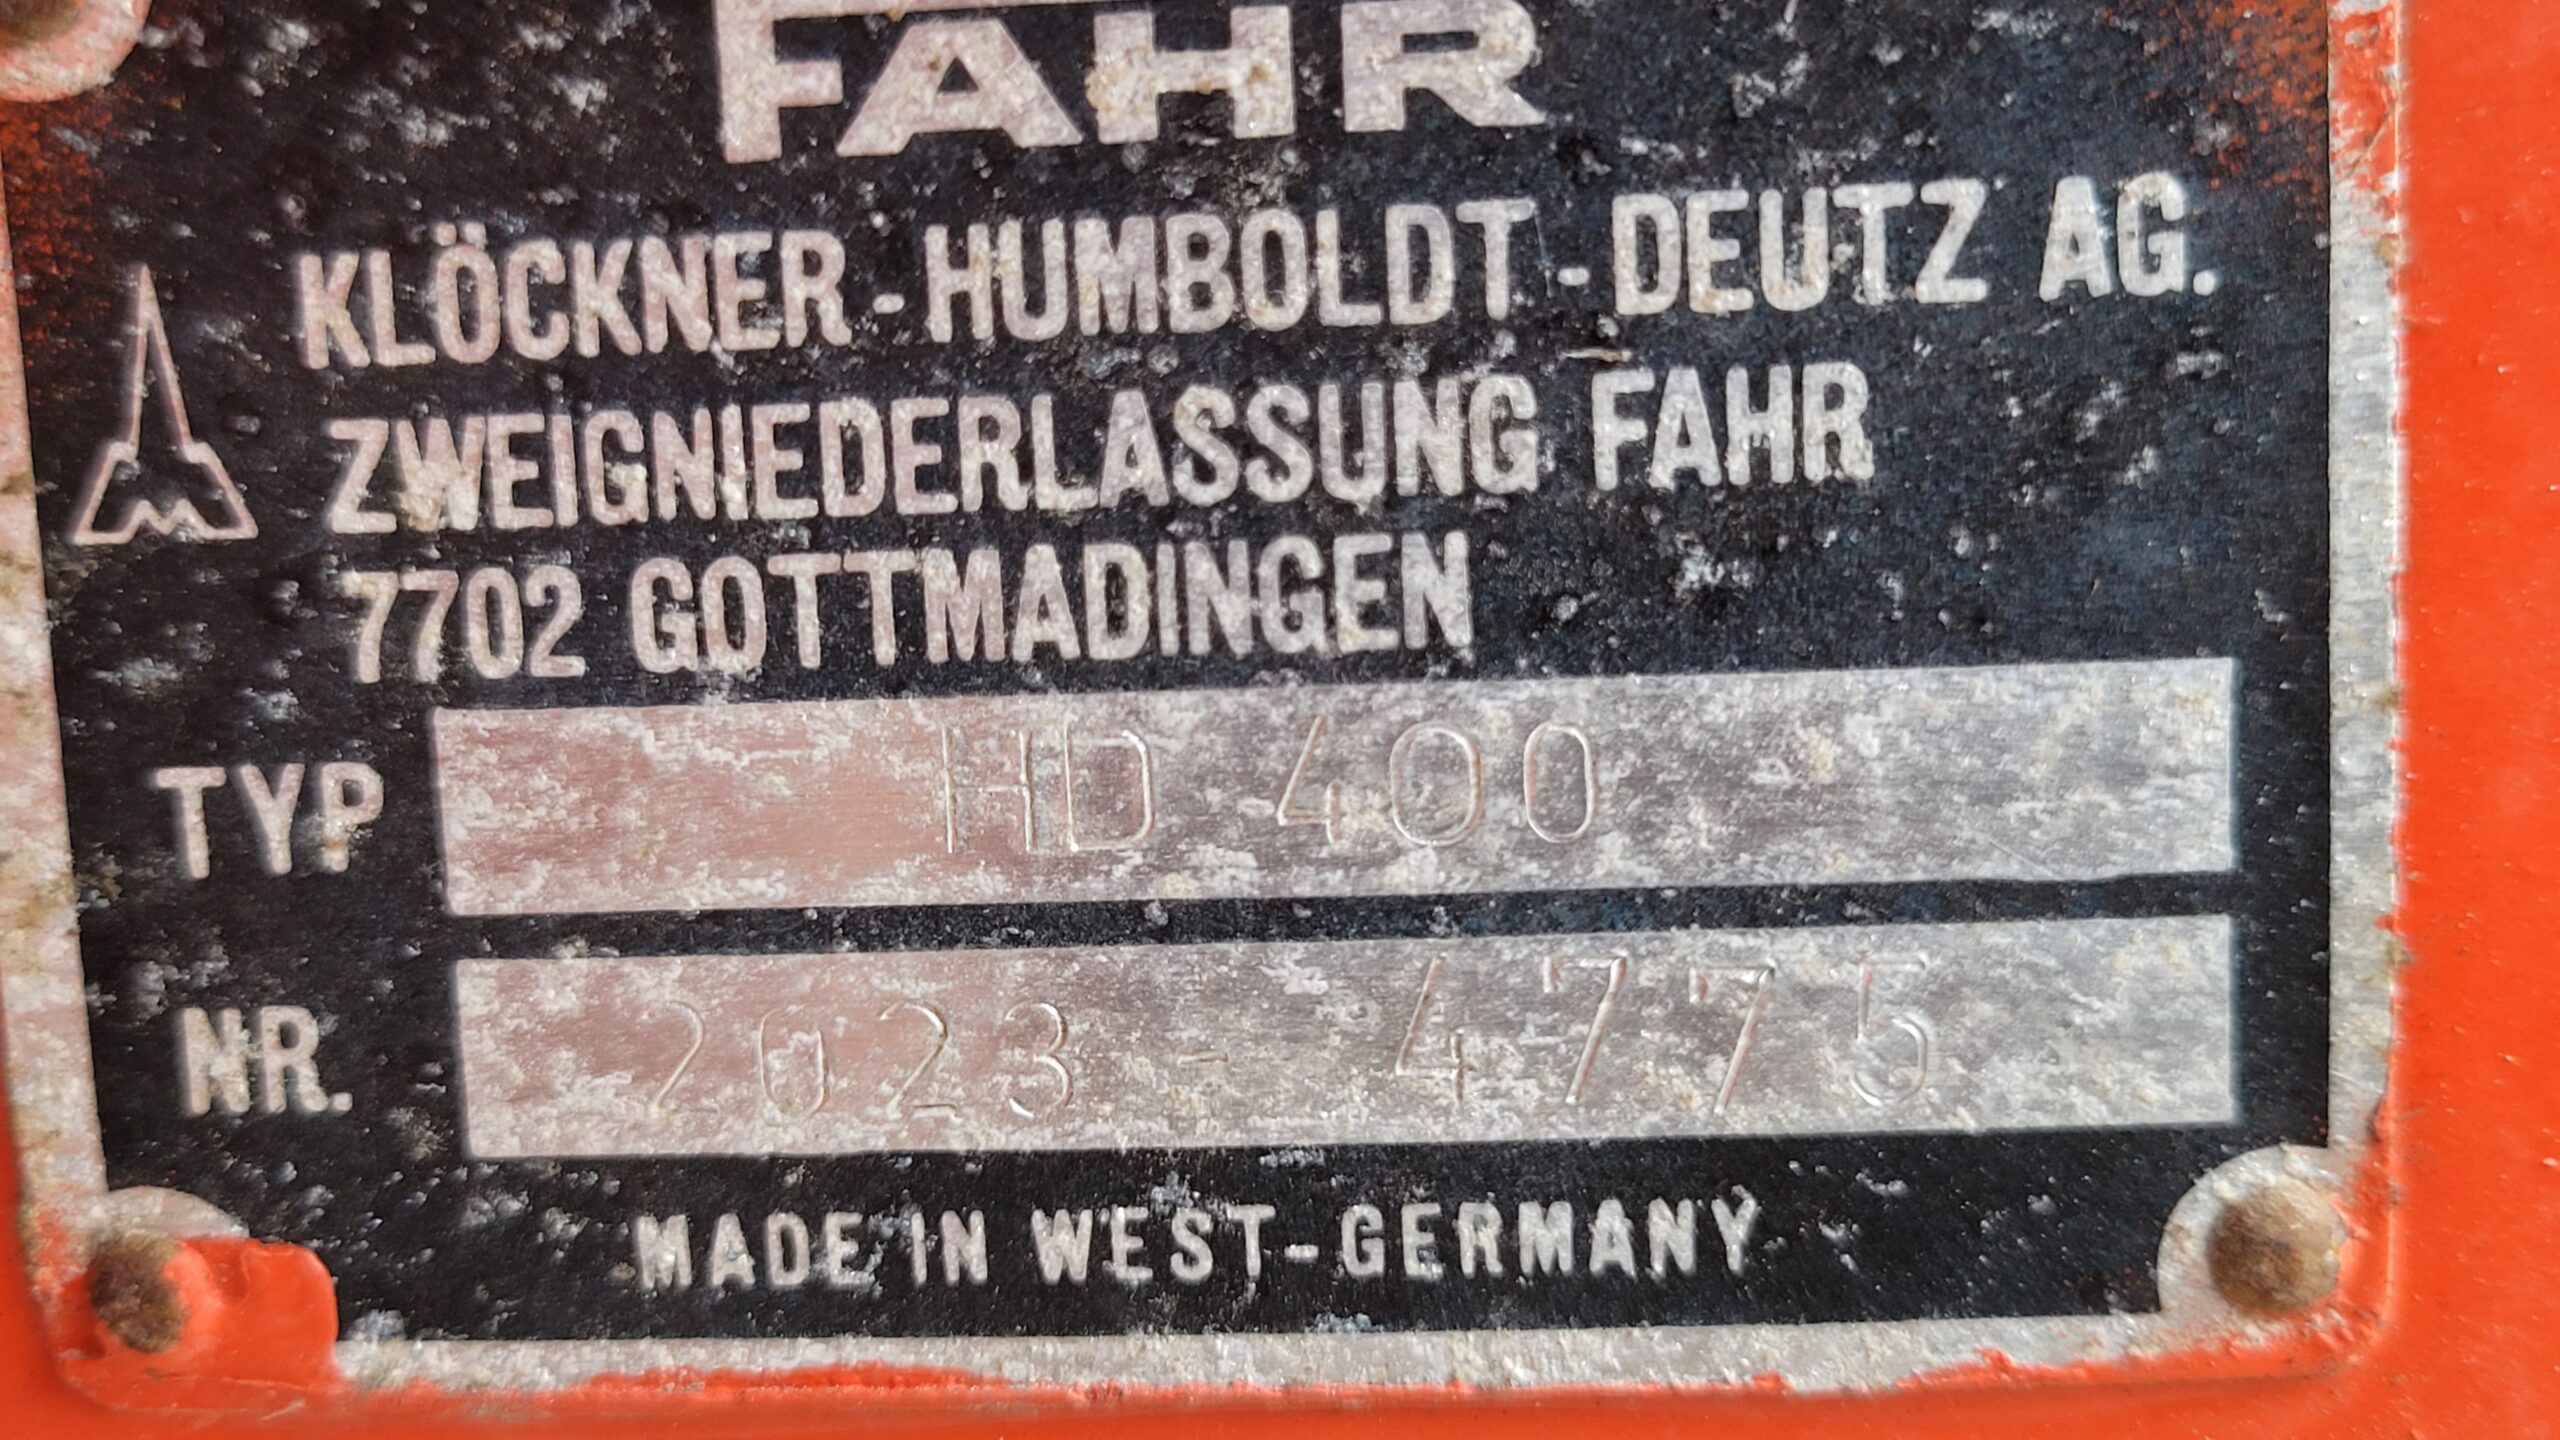 FAHR
KLÖCKNER-HUMBOLDT-DEUTZ AG.
ZWEIGNIEDERLASSUNG FAHR
7702 GOTTMADINGEN
TYP HD 400
NR. 2023 - 4775
MADE IN WEST-GERMANY